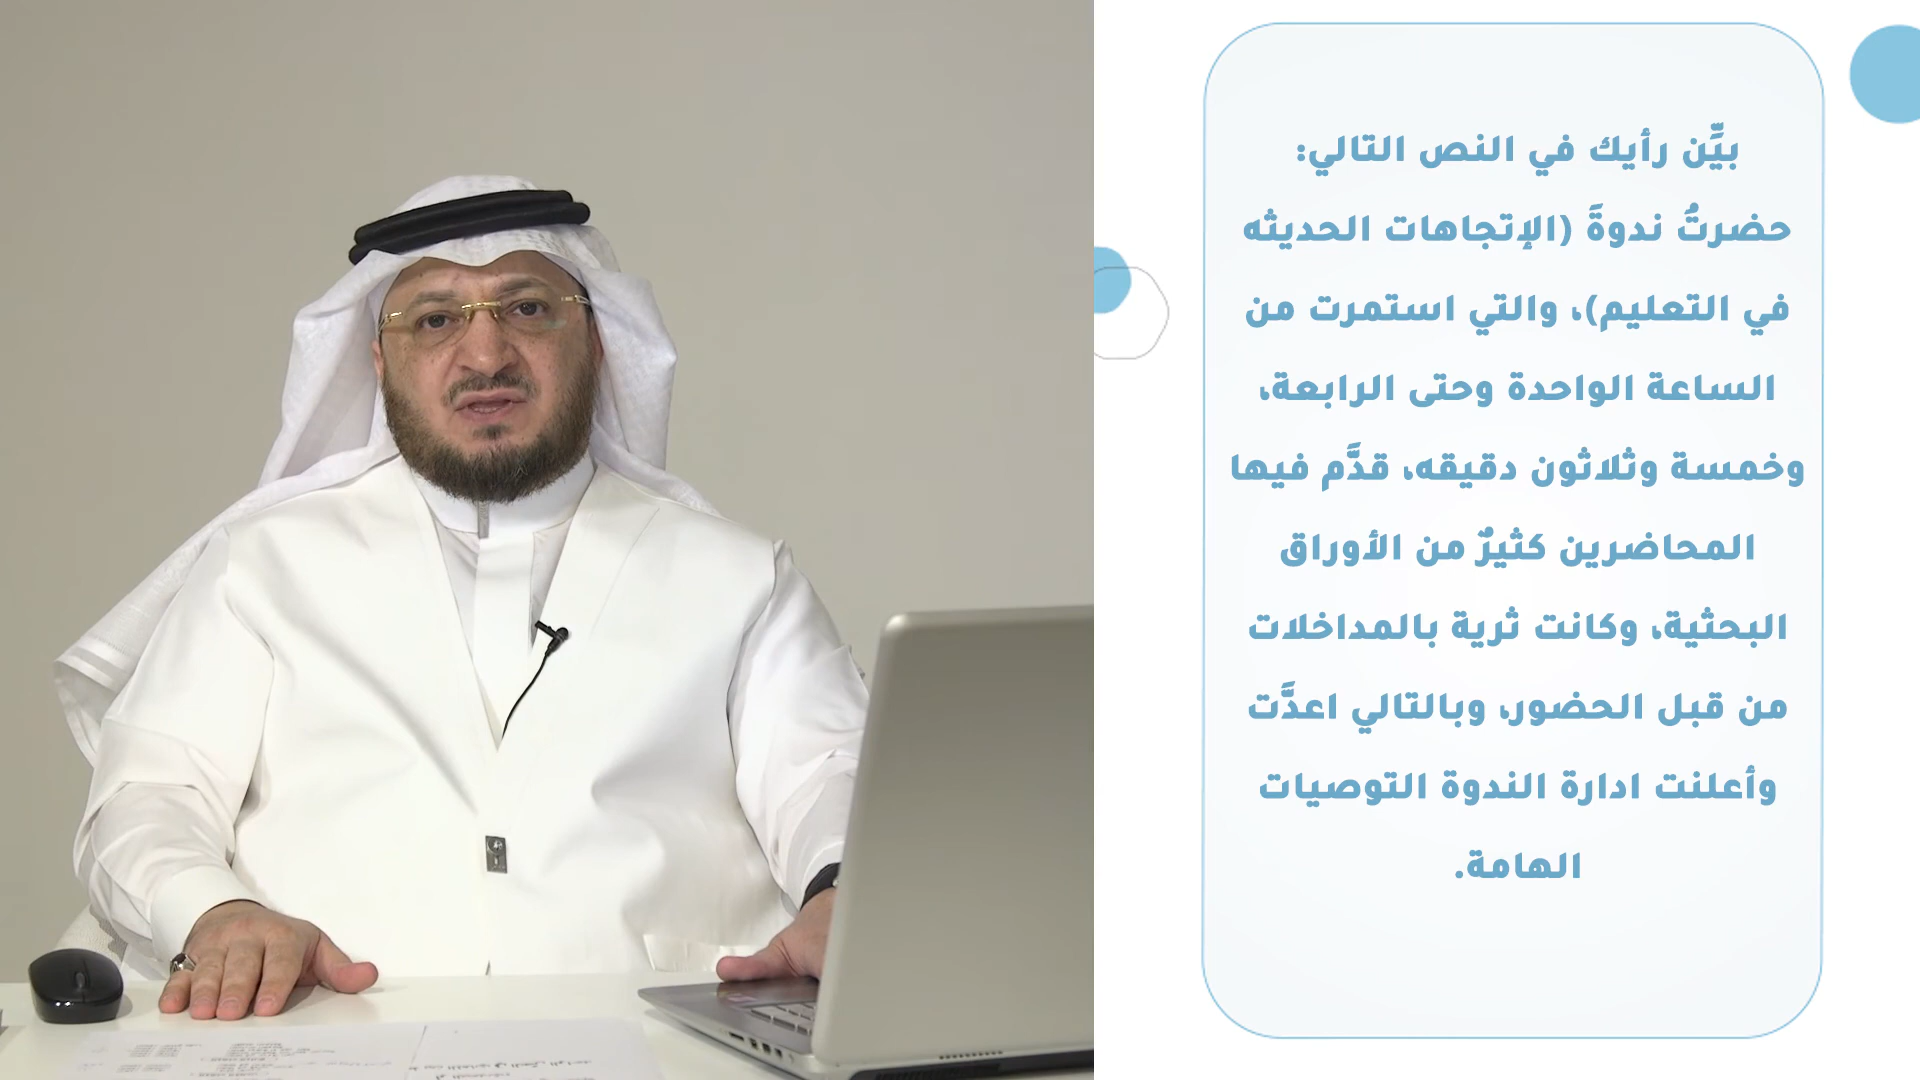 بيِّن رأيك في النص التالي:
حضرتُ ندوةً (الإتجاهات الحديثه
في التعليم)، والتي استمرت من
الساعة الواحدة وحتى الرابعة،
وخمسة وثلاثون دقيقه، قدَّم فيها
المحاضرين كثيرٌ من الأوراق
البحثية، وكانت ثرية بالمداخلات
من قبل الحضور، وبالتالي اعدَّت
وأعلنت ادارة الندوة التوصيات
الهامة.